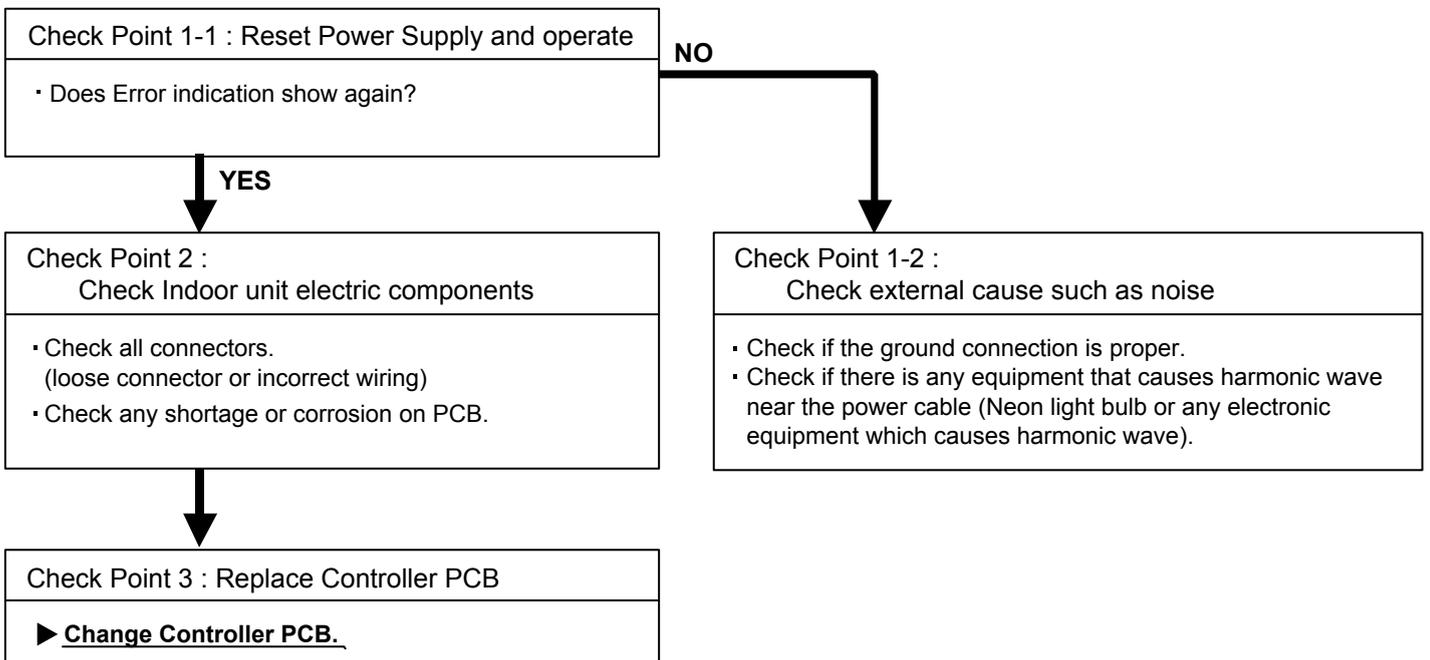 Check Point 1-1 : Reset Power Supply and operate
・Does Error indication show again?
NO
YES
Check Point 2 :
Check Indoor unit electric components
・Check all connectors.
(loose connector or incorrect wiring)
・Check any shortage or corrosion on PCB.
Check Point 1-2 :
Check external cause such as noise
・Check if the ground connection is proper.
・Check if there is any equipment that causes harmonic wave
near the power cable (Neon light bulb or any electronic
equipment which causes harmonic wave).
Check Point 3 : Replace Controller PCB
▶ Change Controller PCB.